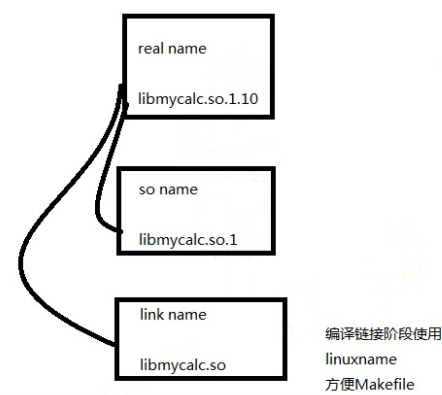 real name
libmycalc.so.1.10
so name
libmycalc.so.1
link name
libmycalc.so
编译链接阶段使用
linuxname
方便Makefile